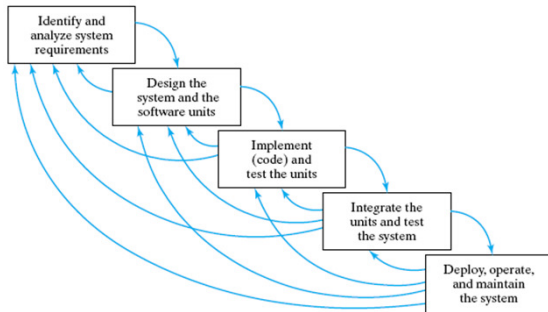 Identify and
analyze system
requirements
Design the
system and the
software units
Implement
(code) and
test the units
Integrate the
units and test
the system
Deploy, operate,
and maintain
the system